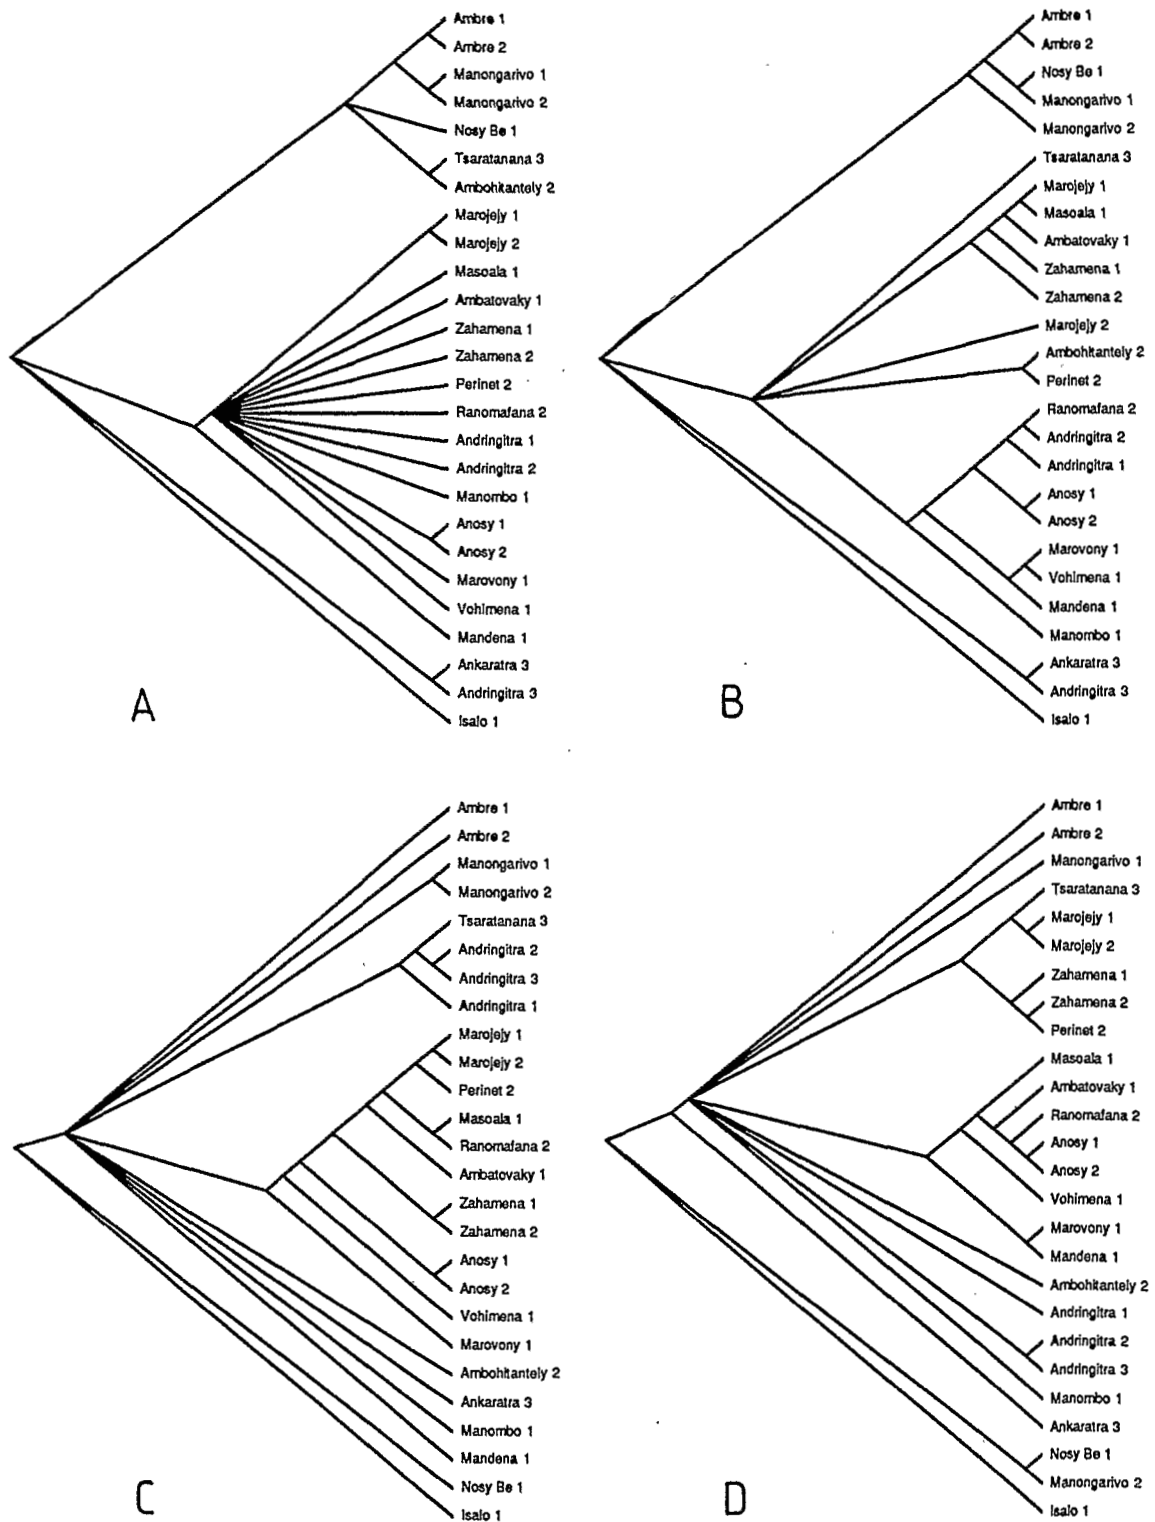 Ambre 1
Ambre 2
Manongarivo 1
Manongarivo 2
Nosy Be 1
Tsaratanana 3
Ambohitantely 2
Marojejy 1
Marojejy 2
Masoala 1
Ambatovaky 1
Zahamena 1
Zahamena 2
Perinet 2
Ranomafana 2
Andringitra 1
Andringitra 2
Manombo 1
Anosy 1
Anosy 2
Marovony 1
Vohimena 1
Mandena 1
Ankaratra 3
Andringitra 3
Isalo 1
A
Ambre 1
Ambre 2
Nosy Be 1
Manongarivo 1
Manongarivo 2
Tsaratanana 3
Marojejy 1
Masoala 1
Ambatovaky 1
Zahamena 1
Zahamena 2
Marojejy 2
Ambohitantely 2
Perinet 2
Ranomafana 2
Andringitra 2
Andringitra 1
Anosy 1
Anosy 2
Marovony 1
Vohimena 1
Mandena 1
Manombo 1
Ankaratra 3
Andringitra 3
Isalo 1
B
Ambre 1
Ambre 2
Manongarivo 1
Manongarivo 2
Tsaratanana 3
Andringitra 2
Andringitra 3
Andringitra 1
Marojejy 1
Marojejy 2
Perinet 2
Masoala 1
Ranomafana 2
Ambatovaky 1
Zahamena 1
Zahamena 2
Anosy 1
Anosy 2
Vohimena 1
Marovony 1
Ambohitantely 2
Ankaratra 3
Manombo 1
Mandena 1
Nosy Be 1
Isalo 1
C
Ambre 1
Ambre 2
Manongarivo 1
Tsaratanana 3
Marojejy 1
Marojejy 2
Zahamena 1
Zahamena 2
Perinet 2
Masoala 1
Ambatovaky 1
Ranomafana 2
Anosy 1
Anosy 2
Vohimena 1
Marovony 1
Mandena 1
Ambohitantely 2
Andringitra 1
Andringitra 2
Andringitra 3
Manombo 1
Ankaratra 3
Nosy Be 1
Manongarivo 2
Isalo 1
D